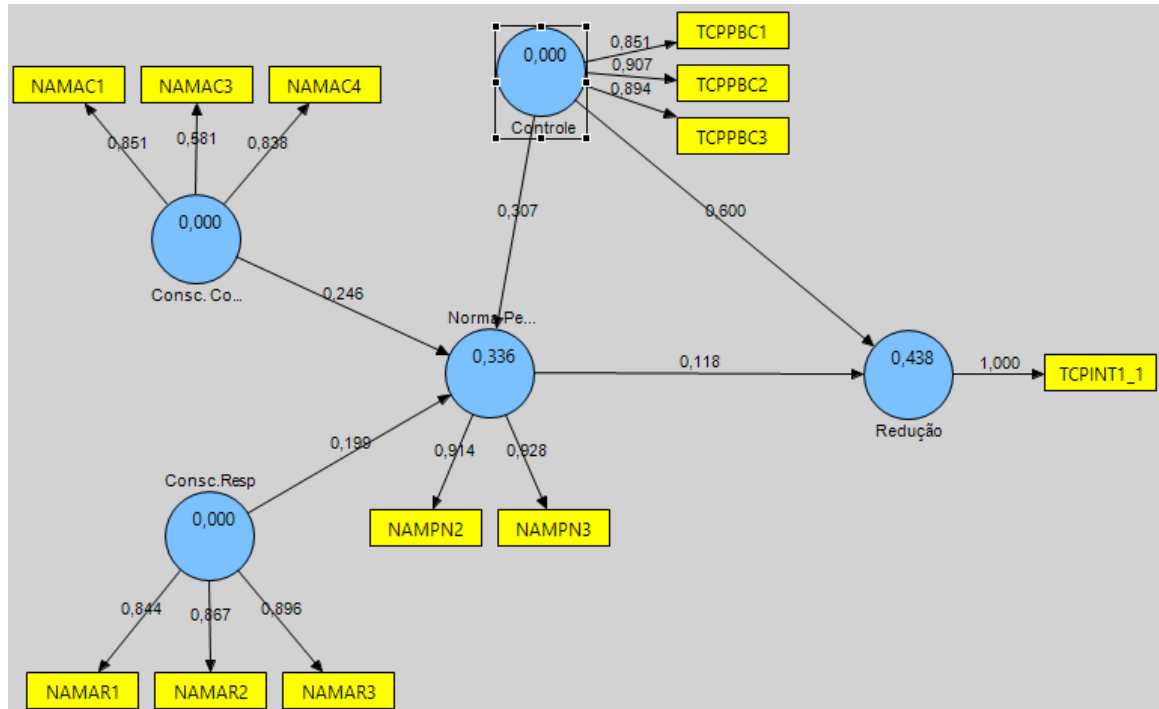 0,000
TCPPBC1
0,851
0,907
TCPPBC2
0,894
TCPPBC3
Controle
NAMAC1
NAMAC3
NAMAC4
0,851
0,581
0,838
0,000
Consc. Co...
0,307
0,600
0,246
Norma Pe...
0,336
0,118
0,438
1,000
TCPINT1_1
Redução
0,199
0,914
0,928
NAMPN2
NAMPN3
Consc.Resp
0,000
0,844
0,867
0,896
NAMAR1
NAMAR2
NAMAR3